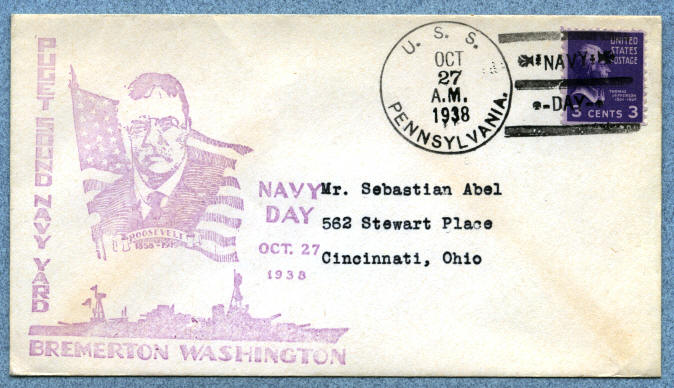 PUGET SOUND NAVY YARD
ROOSEVELT
1858-1919
NAVY
DAY
OCT. 27
1938
BREMERTON WASHINGTON
U. S. S.
OCT
27
A.M.
1938
PENNSYLVANIA.
NAVY
DAY
UNITED
STATES
POSTAGE
THOMAS
JEFFERSON
3 CENTS 3
Mr. Sebastian Abel
562 Stewart Place
Cincinnati, Ohio